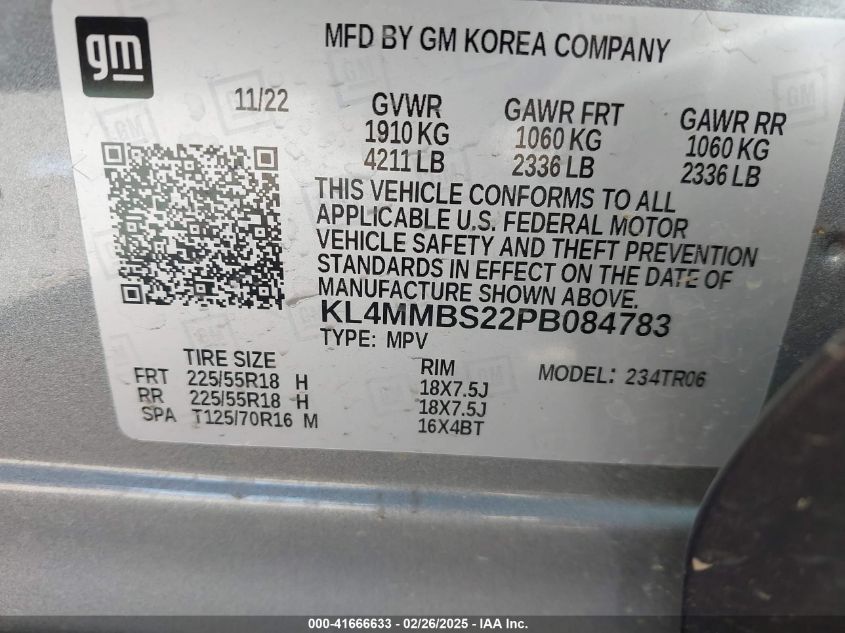 gm
MFD BY GM KOREA COMPANY
11/22
GVWR
1910 KG
4211 LB
GAWR FRT
1060 KG
2336 LB
GAWR RR
1060 KG
2336 LB
THIS VEHICLE CONFORMS TO ALL
APPLICABLE U.S. FEDERAL MOTOR
VEHICLE SAFETY AND THEFT PREVENTION
STANDARDS IN EFFECT ON THE DATE OF
MANUFACTURE SHOWN ABOVE.
KL4MMBS22PB084783
TYPE: MPV
TIRE SIZE RIM MODEL: 234TR06
FRT 225/55R18 H 18X7.5J
RR 225/55R18 H 18X7.5J
SPA T125/70R16 M 16X4BT
000-41666633 / 02/26/2025 - IAA Inc.